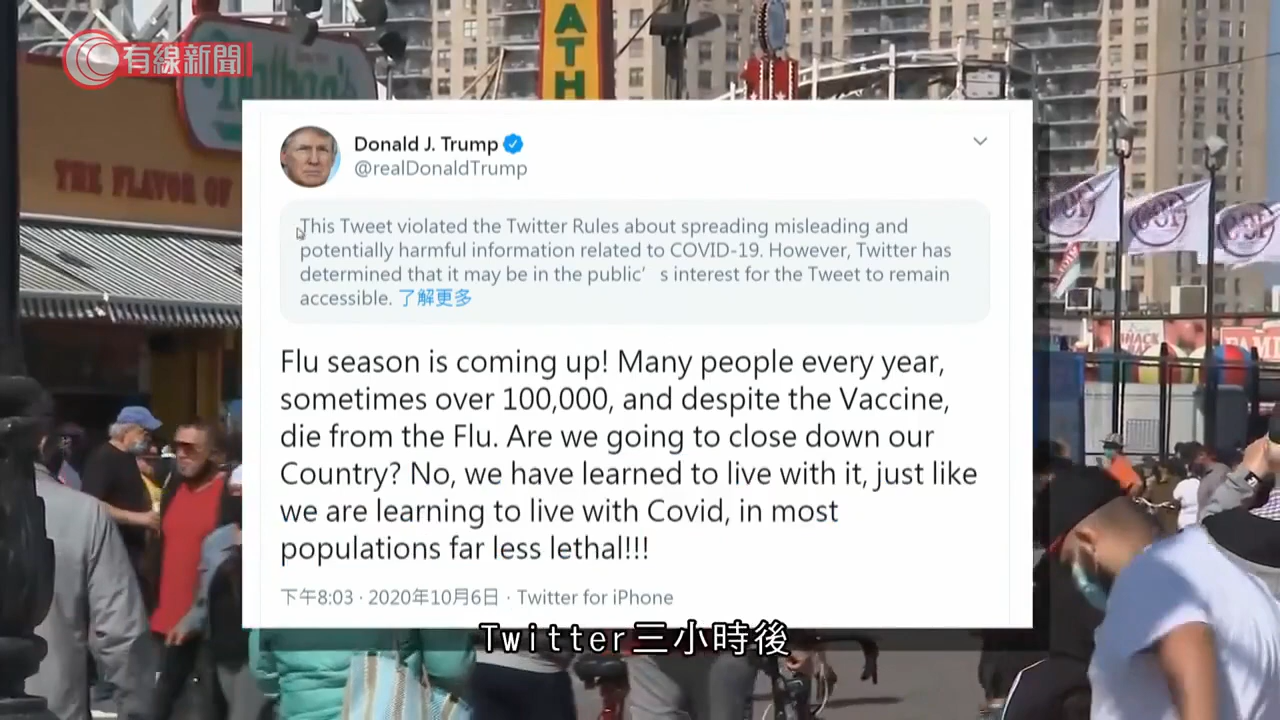 有線新聞
Nathan's
ATH
THE FLAVOR OF
Donald J. Trump
@realDonaldTrump
This Tweet violated the Twitter Rules about spreading misleading and
potentially harmful information related to COVID-19. However, Twitter has
determined that it may be in the public's interest for the Tweet to remain
accessible. 了解更多
Flu season is coming up! Many people every year,
sometimes over 100,000, and despite the Vaccine,
die from the Flu. Are we going to close down our
Country? No, we have learned to live with it, just like
we are learning to live with Covid, in most
populations far less lethal!!!
下午8:03 · 2020年10月6日 · Twitter for iPhone
Twitter三小時後